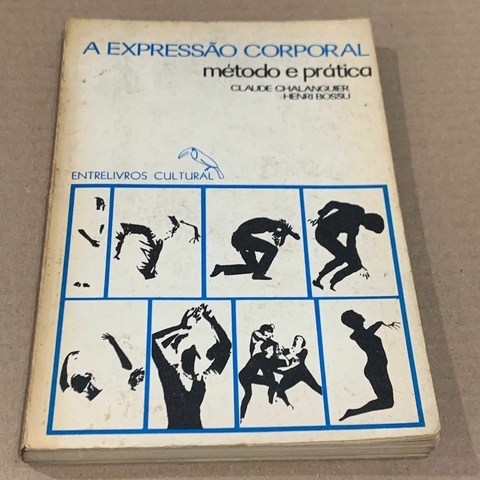 A EXPRESSÃO CORPORAL
método e prática
CLAUDE CHALANGUIER
HENRI BOSSU
ENTRELIVROS CULTURAL